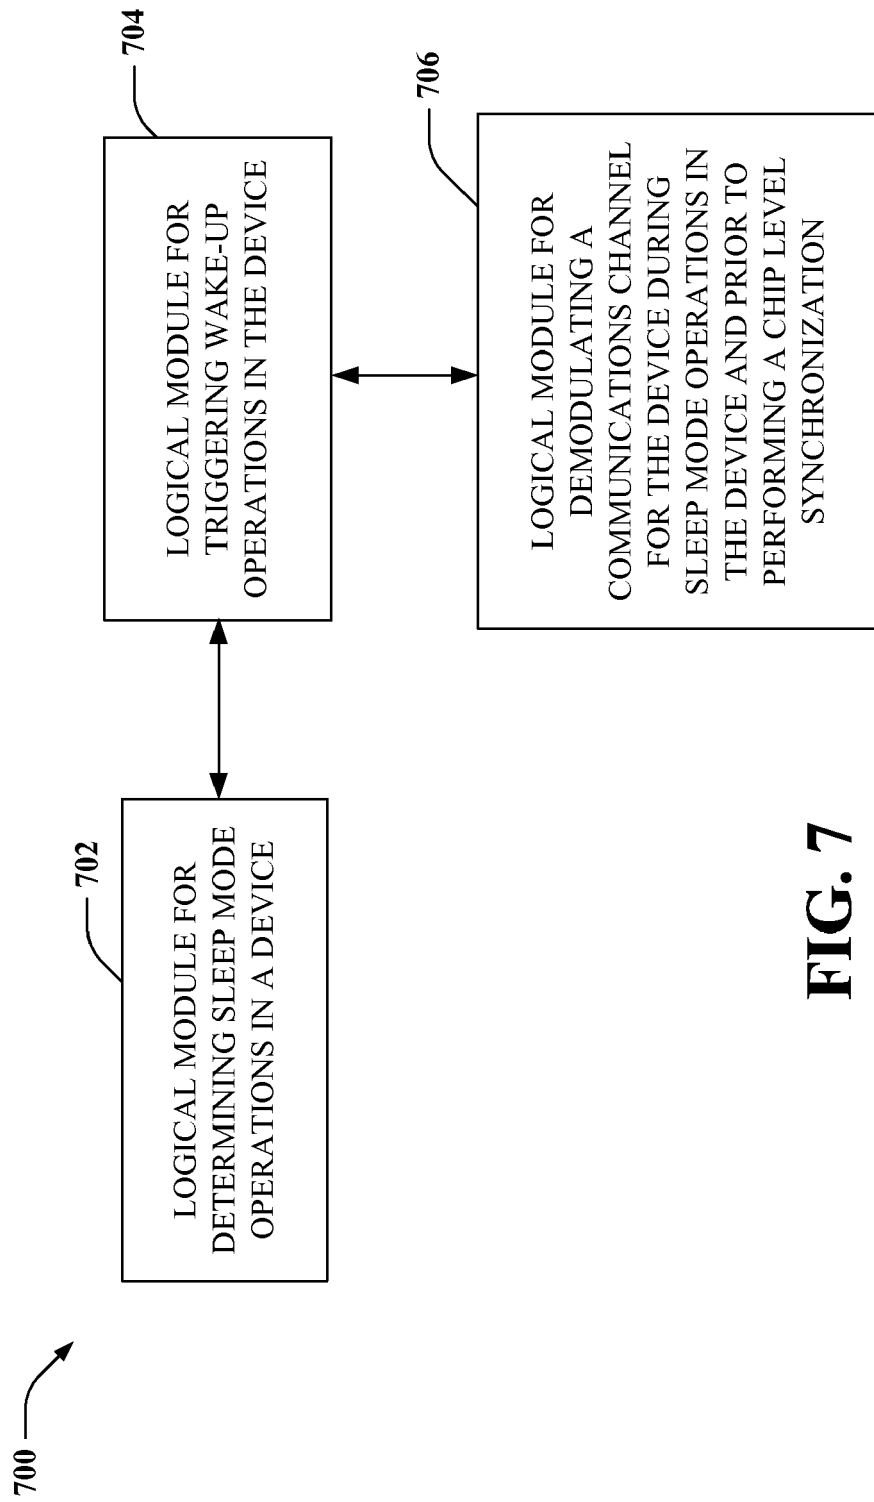 700
702
LOGICAL MODULE FOR
DETERMINING SLEEP MODE
OPERATIONS IN A DEVICE
704
LOGICAL MODULE FOR
TRIGGERING WAKE-UP
OPERATIONS IN THE DEVICE
706
LOGICAL MODULE FOR
DEMODULATING A
COMMUNICATIONS CHANNEL
FOR THE DEVICE DURING
SLEEP MODE OPERATIONS IN
THE DEVICE AND PRIOR TO
PERFORMING A CHIP LEVEL
SYNCHRONIZATION
FIG. 7